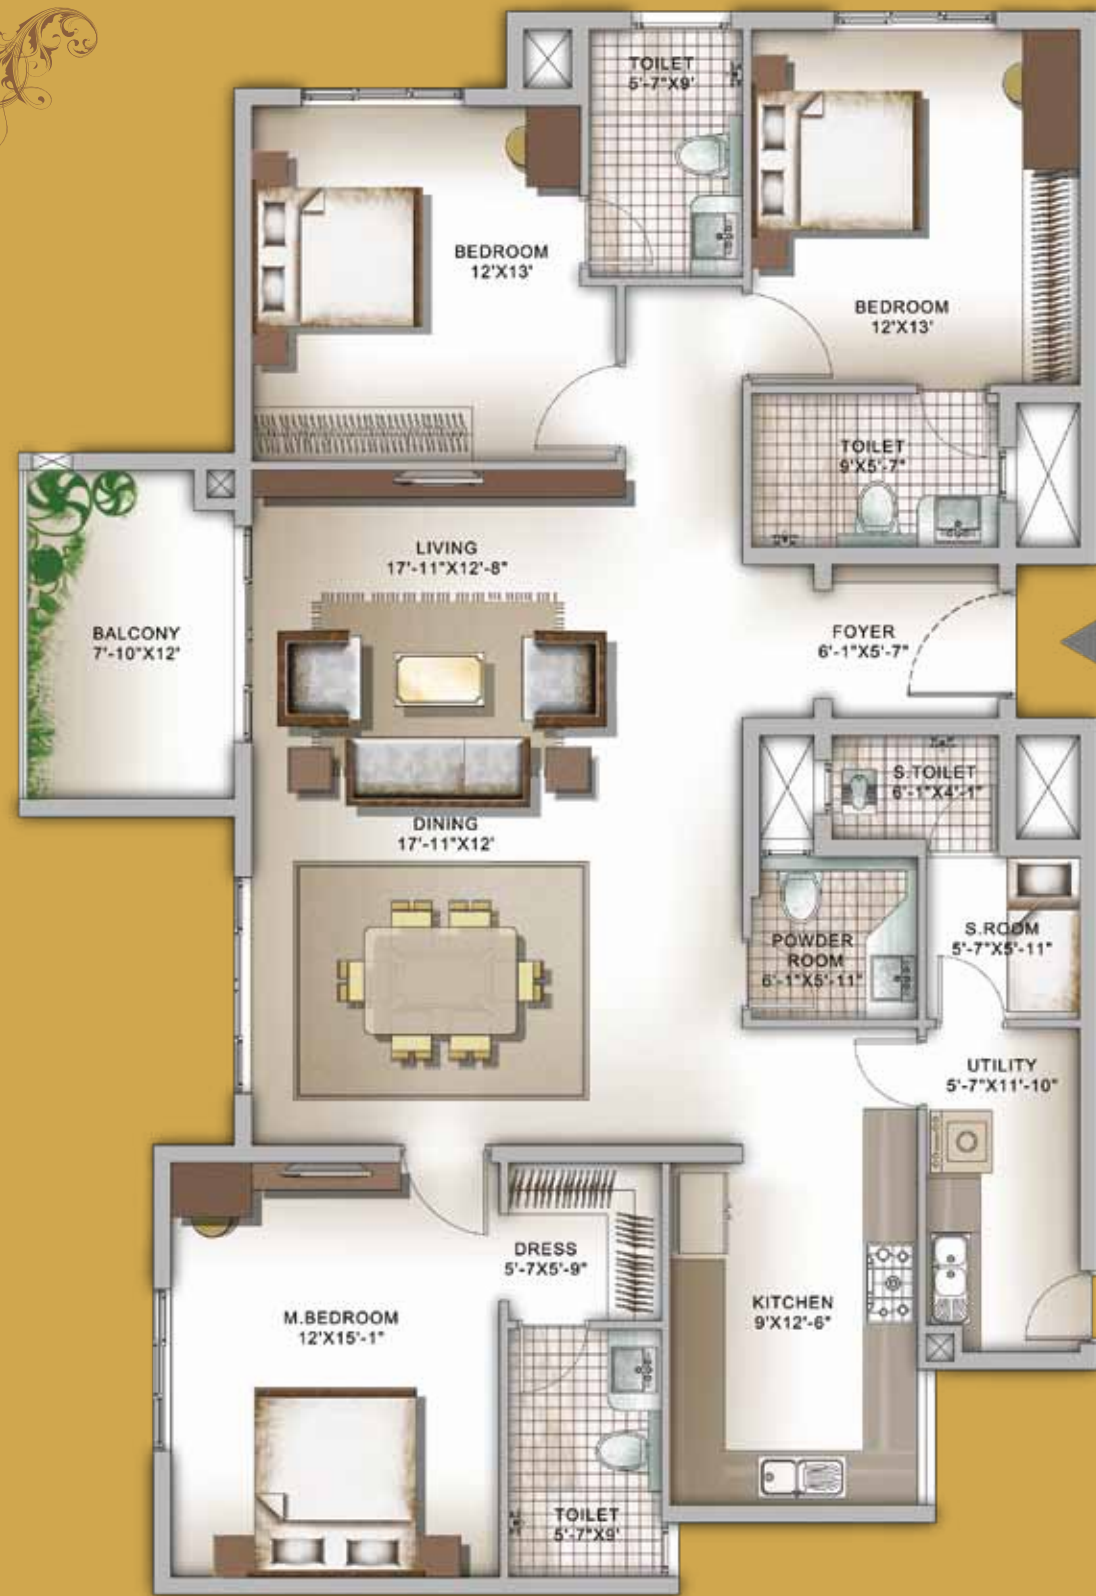 TOILET
5'-7"X9'
BEDROOM
12'X13'
BEDROOM
12'X13'
TOILET
9'X5'-7"
LIVING
17'-11"X12'-8"
BALCONY
7'-10"X12'
FOYER
6'-1"X5'-7"
S.TOILET
6'-1"X4'-1"
DINING
17'-11"X12'
POWDER
ROOM
6'-1"X5'-11"
S.ROOM
5'-7"X5'-11"
UTILITY
5'-7"X11'-10"
DRESS
5'-7X5'-9"
M.BEDROOM
12'X15'-1"
KITCHEN
9'X12'-6"
TOILET
5'-7"X9'